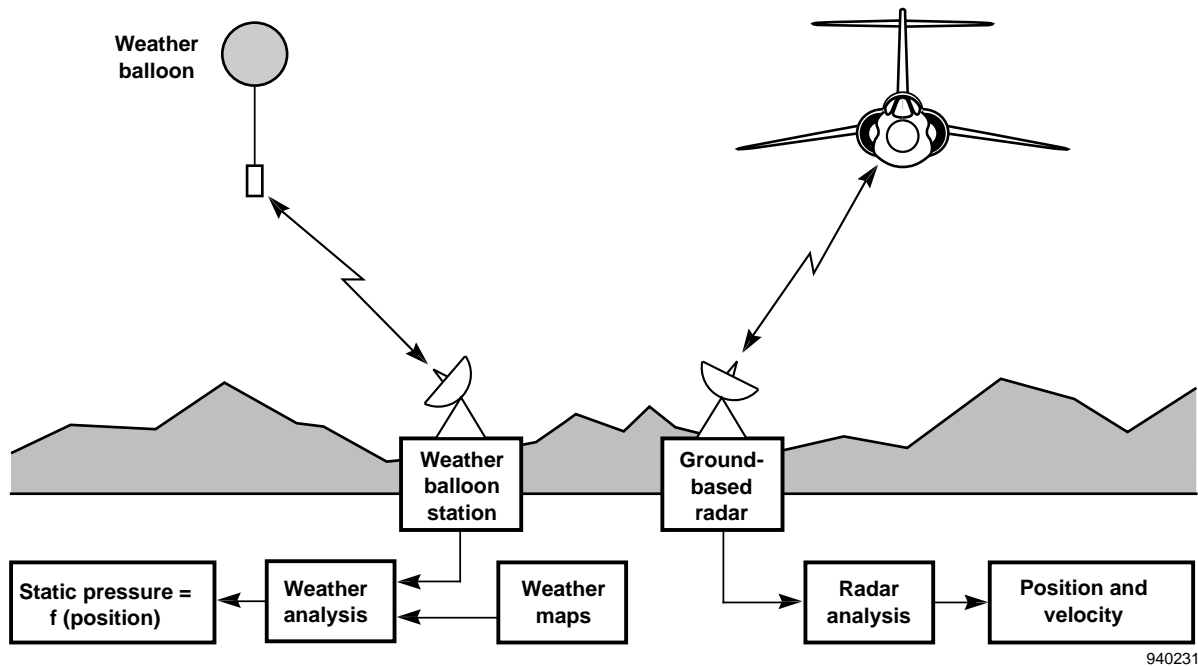 Weather
balloon
Weather
balloon
station
Ground-
based
radar
Static pressure =
f (position)
Weather
analysis
Weather
maps
Radar
analysis
Position and
velocity
940231